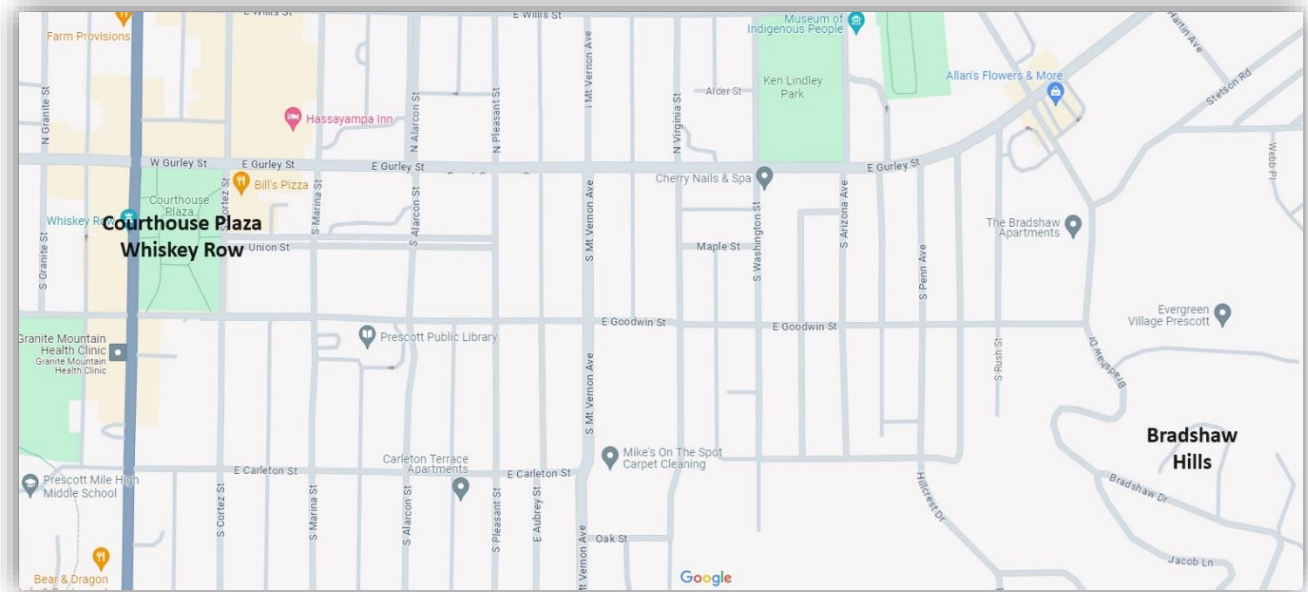 E Willis St
E Willis St
Farm Provisions
Museum of
Indigenous People
Hartin Ave
Ken Lindley
Park
Allan's Flowers & More
Stetson Rd
Alder St
N Granite St
Hassayampa Inn
N Alarcon St
N Pleasant St
N Virginia St
Webb Pl
W Gurley St
E Gurley St
E Gurley St
E Gurley St
Cherry Nails & Spa
Bill's Pizza
Courthouse
Plaza
Whiskey Row
Courthouse Plaza
Whiskey Row
S Marina St
S Alarcon St
S Mt Vernon Ave
S Washington St
S Arizona Ave
The Bradshaw
Apartments
Union St
Maple St
S Granite St
S Penn Ave
E Goodwin St
E Goodwin St
Evergreen
Village Prescott
Granite Mountain
Health Clinic
Granite Mountain
Health Clinic
Prescott Public Library
S Mt Vernon Ave
S Rush St
Bradshaw Dr
Bradshaw
Hills
Mike's On The Spot
Carpet Cleaning
Carleton Terrace
Apartments
E Carleton St
E Carleton St
Prescott Mile High
Middle School
S Cortez St
S Marina St
S Alarcon St
S Pleasant St
E Aubrey St
Hillcrest Dr
Bradshaw Dr
Oak St
Mt Vernon Ave
Jacob Ln
Bear & Dragon
Google